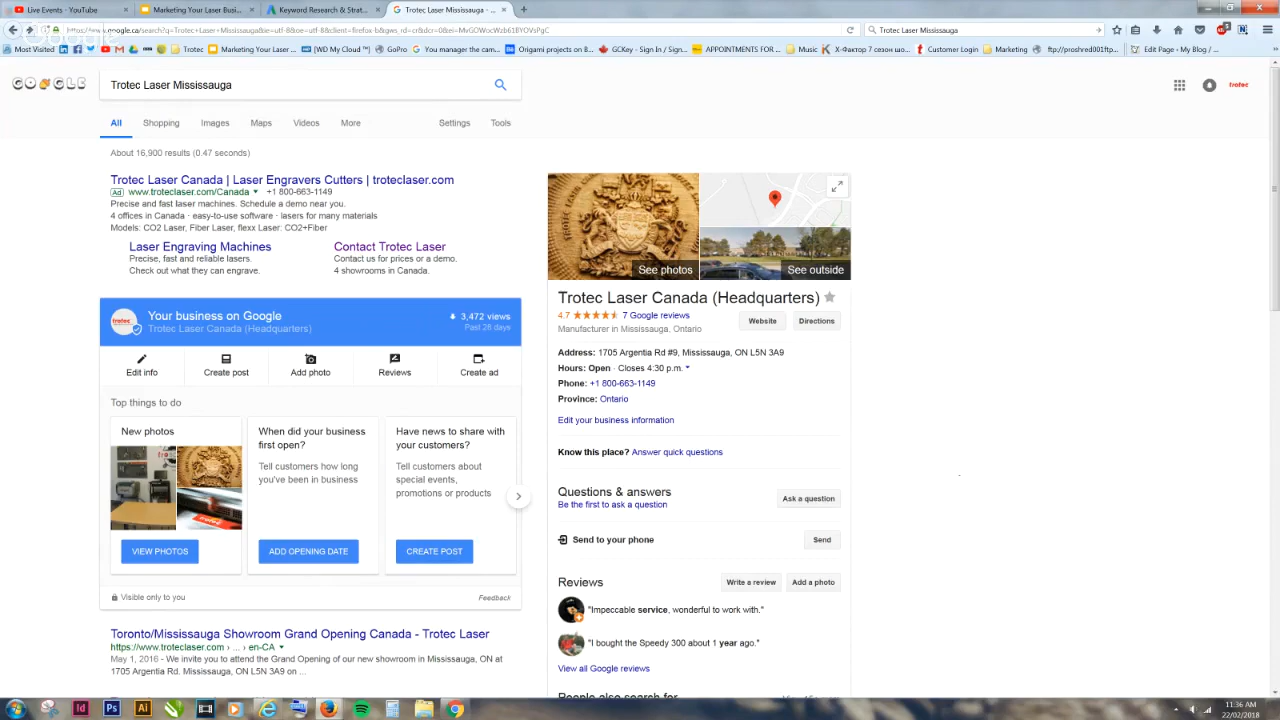 Live Events - YouTube
Marketing Your Laser Busi...
Keyword Research & Strat...
Trotec Laser Mississauga - ...
Trotec Laser Mississauga
Most Visited
Trotec
Marketing Your Laser ...
[WD My Cloud ™]
GoPro
You manage the cam...
Origami projects on B...
GCKey - Sign In / Sign...
APPOINTMENTS FOR ...
Music
Х-Фактор 7 сезон шо...
Customer Login
Marketing
ftp://proshred001ftp...
Edit Page ‹ My Blog / ...
GOOGLE
Trotec Laser Mississauga
trotec
All
Shopping
Images
Maps
Videos
More
Settings
Tools
About 16,900 results (0.47 seconds)
Trotec Laser Canada | Laser Engravers Cutters | troteclaser.com
Ad www.troteclaser.com/Canada +1 800-663-1149
Precise and fast laser machines. Schedule a demo near you.
4 offices in Canada · easy-to-use software · lasers for many materials
Models: CO2 Laser, Fiber Laser, flexx Laser: CO2+Fiber
Laser Engraving Machines
Precise, fast and reliable lasers.
Check out what they can engrave.
Contact Trotec Laser
Contact us for prices or a demo.
4 showrooms in Canada.
trotec
Your business on Google
Trotec Laser Canada (Headquarters)
3,472 views
Past 28 days
Edit info
Create post
Add photo
Reviews
Create ad
Top things to do
New photos
VIEW PHOTOS
When did your business
first open?
Tell customers how long
you've been in business
ADD OPENING DATE
Have news to share with
your customers?
Tell customers about
special events,
promotions or products
CREATE POST
Visible only to you
Feedback
Toronto/Mississauga Showroom Grand Opening Canada - Trotec Laser
https://www.troteclaser.com › ... › en-CA
May 1, 2016 - We invite you to attend the Grand Opening of our new showroom in Mississauga, ON at
1705 Argentia Rd. Mississauga, ON L5N 3A9 on ...
See photos
See outside
Trotec Laser Canada (Headquarters)
4.7 7 Google reviews
Manufacturer in Mississauga, Ontario
Website
Directions
Address: 1705 Argentia Rd #9, Mississauga, ON L5N 3A9
Hours: Open · Closes 4:30 p.m.
Phone: +1 800-663-1149
Province: Ontario
Edit your business information
Know this place? Answer quick questions
Questions & answers
Be the first to ask a question
Ask a question
Send to your phone
Send
Reviews
Write a review
Add a photo
"Impeccable service, wonderful to work with."
"I bought the Speedy 300 about 1 year ago."
View all Google reviews
People also search for
Id
Ps
Ai
11:36 AM
22/02/2018